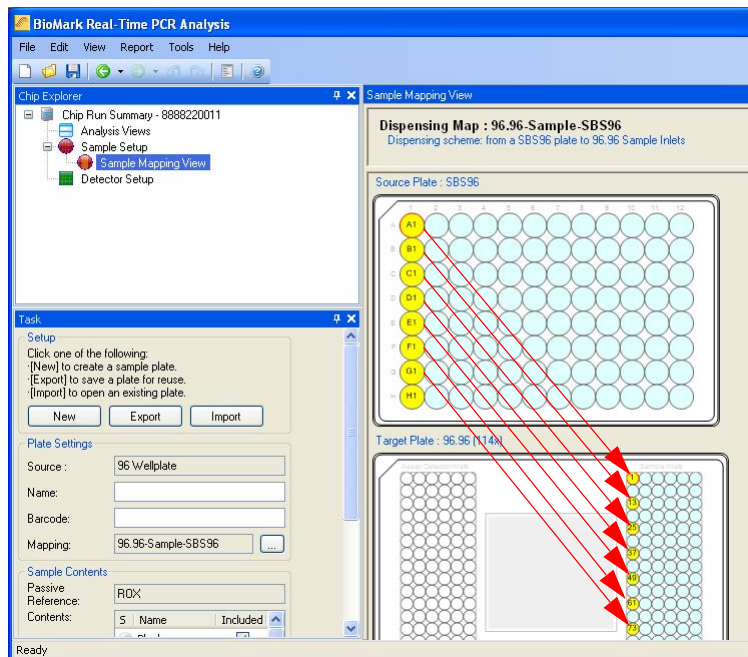 BioMark Real-Time PCR Analysis
File Edit View Report Tools Help
Chip Explorer
Chip Run Summary - 8888220011
Analysis Views
Sample Setup
Sample Mapping View
Detector Setup
Task
Setup
Click one of the following:
·[New] to create a sample plate.
·[Export] to save a plate for reuse.
·[Import] to open an existing plate.
New Export Import
Plate Settings
Source : 96 Wellplate
Name:
Barcode:
Mapping: 96.96-Sample-SBS96 ...
Sample Contents
Passive Reference: ROX
Contents: S Name Included
Sample Mapping View
Dispensing Map : 96.96-Sample-SBS96
Dispensing scheme: from a SBS96 plate to 96.96 Sample Inlets
Source Plate : SBS96
1 2 3 4 5 6 7 8 9 10 11 12
A A1
B B1
C C1
D D1
E E1
F F1
G G1
H H1
Target Plate : 96.96 (114x)
1
13
25
37
49
61
73
Ready